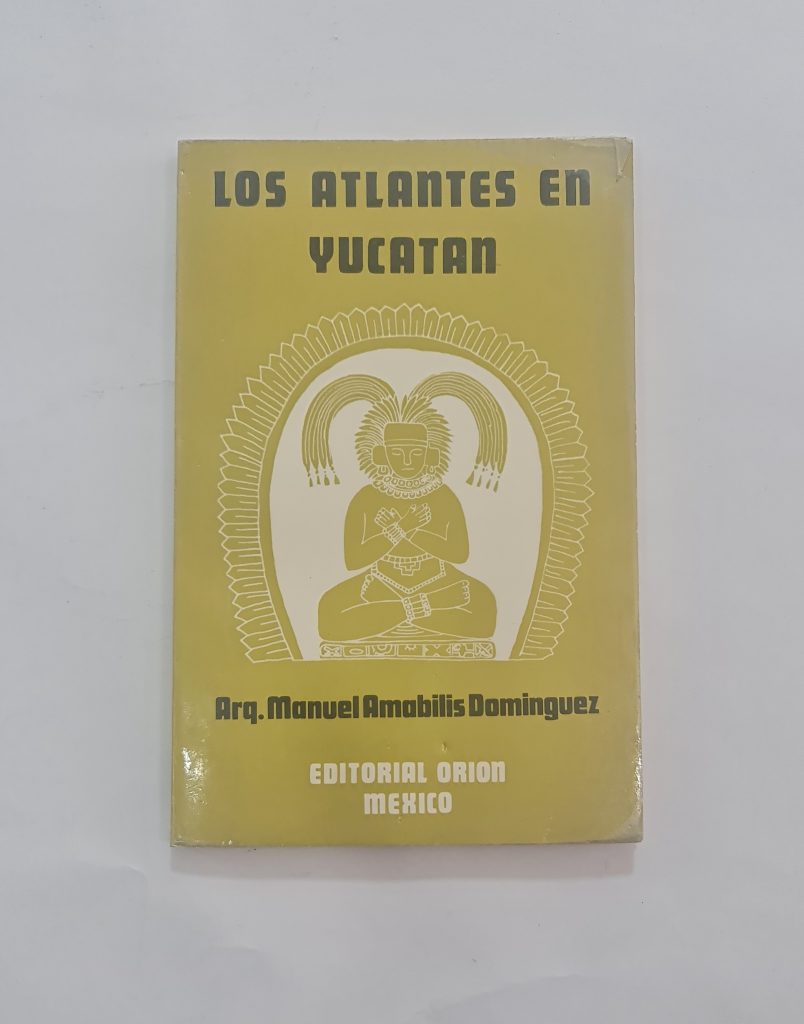 LOS ATLANTES EN
YUCATAN
Arq. Manuel Amabilis Dominguez
EDITORIAL ORION
MEXICO